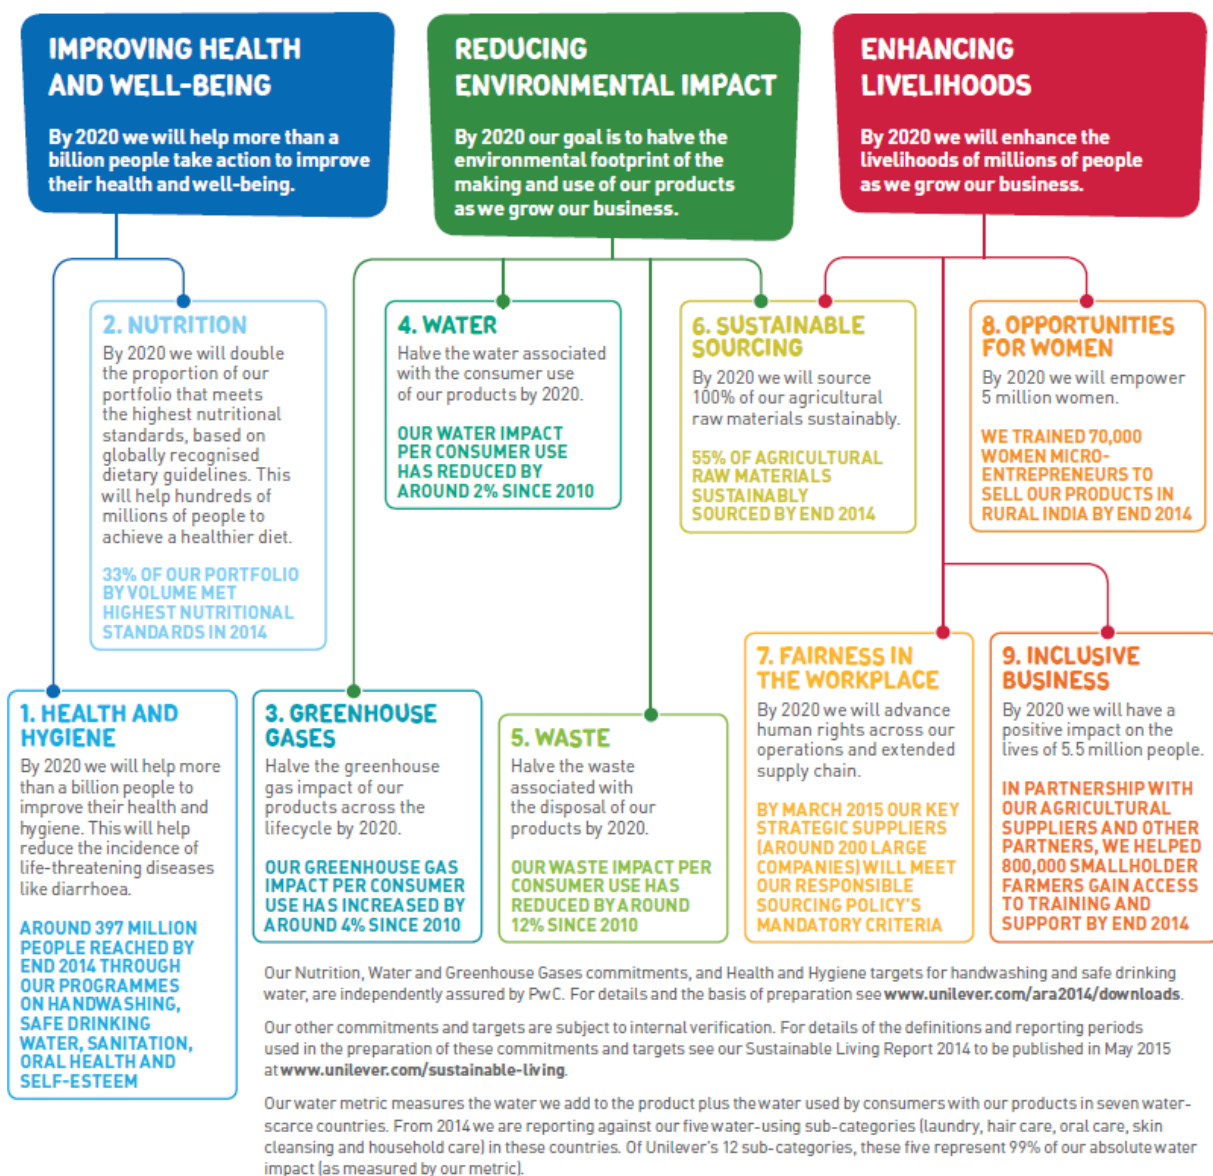 IMPROVING HEALTH
AND WELL-BEING
By 2020 we will help more than a
billion people take action to improve
their health and well-being.
REDUCING
ENVIRONMENTAL IMPACT
By 2020 our goal is to halve the
environmental footprint of the
making and use of our products
as we grow our business.
ENHANCING
LIVELIHOODS
By 2020 we will enhance the
livelihoods of millions of people
as we grow our business.
2. NUTRITION
By 2020 we will double
the proportion of our
portfolio that meets
the highest nutritional
standards, based on
globally recognised
dietary guidelines. This
will help hundreds of
millions of people to
achieve a healthier diet.
33% OF OUR PORTFOLIO
BY VOLUME MET
HIGHEST NUTRITIONAL
STANDARDS IN 2014
4. WATER
Halve the water associated
with the consumer use
of our products by 2020.
OUR WATER IMPACT
PER CONSUMER USE
HAS REDUCED BY
AROUND 2% SINCE 2010
6. SUSTAINABLE
SOURCING
By 2020 we will source
100% of our agricultural
raw materials sustainably.
55% OF AGRICULTURAL
RAW MATERIALS
SUSTAINABLY
SOURCED BY END 2014
8. OPPORTUNITIES
FOR WOMEN
By 2020 we will empower
5 million women.
WE TRAINED 70,000
WOMEN MICRO-
ENTREPRENEURS TO
SELL OUR PRODUCTS IN
RURAL INDIA BY END 2014
1. HEALTH AND
HYGIENE
By 2020 we will help more
than a billion people to
improve their health and
hygiene. This will help
reduce the incidence of
life-threatening diseases
like diarrhoea.
AROUND 397 MILLION
PEOPLE REACHED BY
END 2014 THROUGH
OUR PROGRAMMES
ON HANDWASHING,
SAFE DRINKING
WATER, SANITATION,
ORAL HEALTH AND
SELF-ESTEEM
3. GREENHOUSE
GASES
Halve the greenhouse
gas impact of our
products across the
lifecycle by 2020.
OUR GREENHOUSE GAS
IMPACT PER CONSUMER
USE HAS INCREASED BY
AROUND 4% SINCE 2010
5. WASTE
Halve the waste
associated with
the disposal of our
products by 2020.
OUR WASTE IMPACT PER
CONSUMER USE HAS
REDUCED BY AROUND
12% SINCE 2010
7. FAIRNESS IN
THE WORKPLACE
By 2020 we will advance
human rights across our
operations and extended
supply chain.
BY MARCH 2015 OUR KEY
STRATEGIC SUPPLIERS
(AROUND 200 LARGE
COMPANIES) WILL MEET
OUR RESPONSIBLE
SOURCING POLICY'S
MANDATORY CRITERIA
9. INCLUSIVE
BUSINESS
By 2020 we will have a
positive impact on the
lives of 5.5 million people.
IN PARTNERSHIP WITH
OUR AGRICULTURAL
SUPPLIERS AND OTHER
PARTNERS, WE HELPED
800,000 SMALLHOLDER
FARMERS GAIN ACCESS
TO TRAINING AND
SUPPORT BY END 2014
Our Nutrition, Water and Greenhouse Gases commitments, and Health and Hygiene targets for handwashing and safe drinking
water, are independently assured by PwC. For details and the basis of preparation see www.unilever.com/ara2014/downloads.
Our other commitments and targets are subject to internal verification. For details of the definitions and reporting periods
used in the preparation of these commitments and targets see our Sustainable Living Report 2014 to be published in May 2015
at www.unilever.com/sustainable-living.
Our water metric measures the water we add to the product plus the water used by consumers with our products in seven water-
scarce countries. From 2014 we are reporting against our five water-using sub-categories (laundry, hair care, oral care, skin
cleansing and household care) in these countries. Of Unilever's 12 sub-categories, these five represent 99% of our absolute water
impact (as measured by our metric).